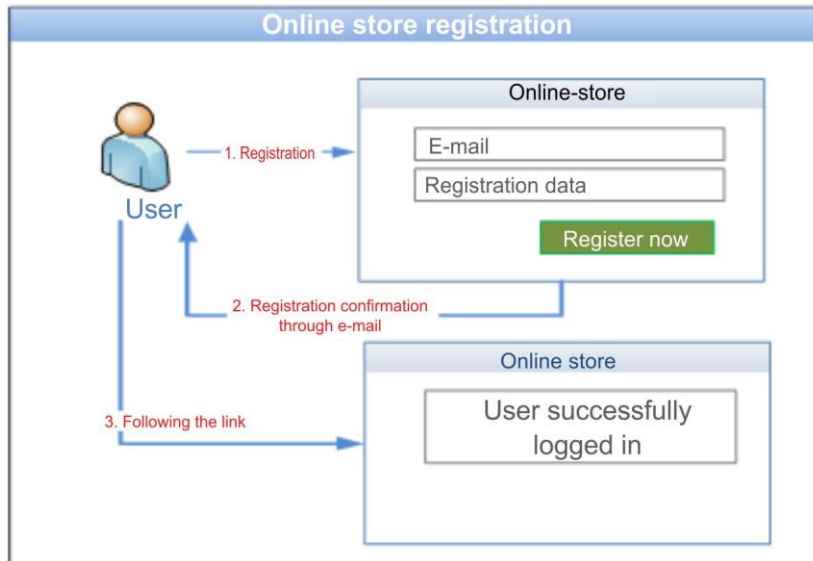 Online store registration
Online-store
E-mail
1. Registration
Registration data
User
Register now
2. Registration confirmation
through e-mail
Online store
User successfully
logged in
3. Following the link